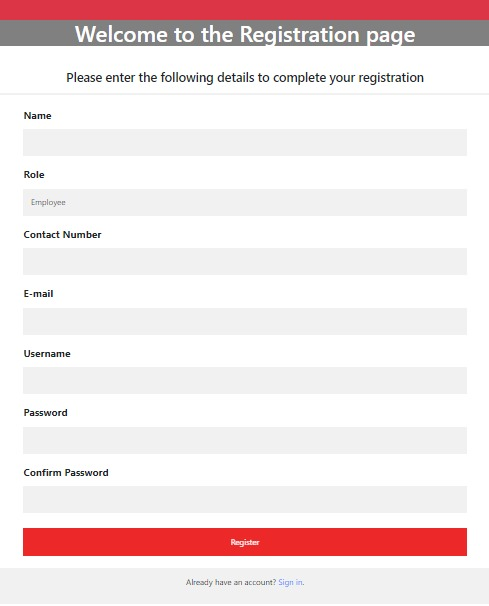 Welcome to the Registration page
Please enter the following details to complete your registration
Name
Role
Employee
Contact Number
E-mail
Username
Password
Confirm Password
Register
Already have an account? Sign in.